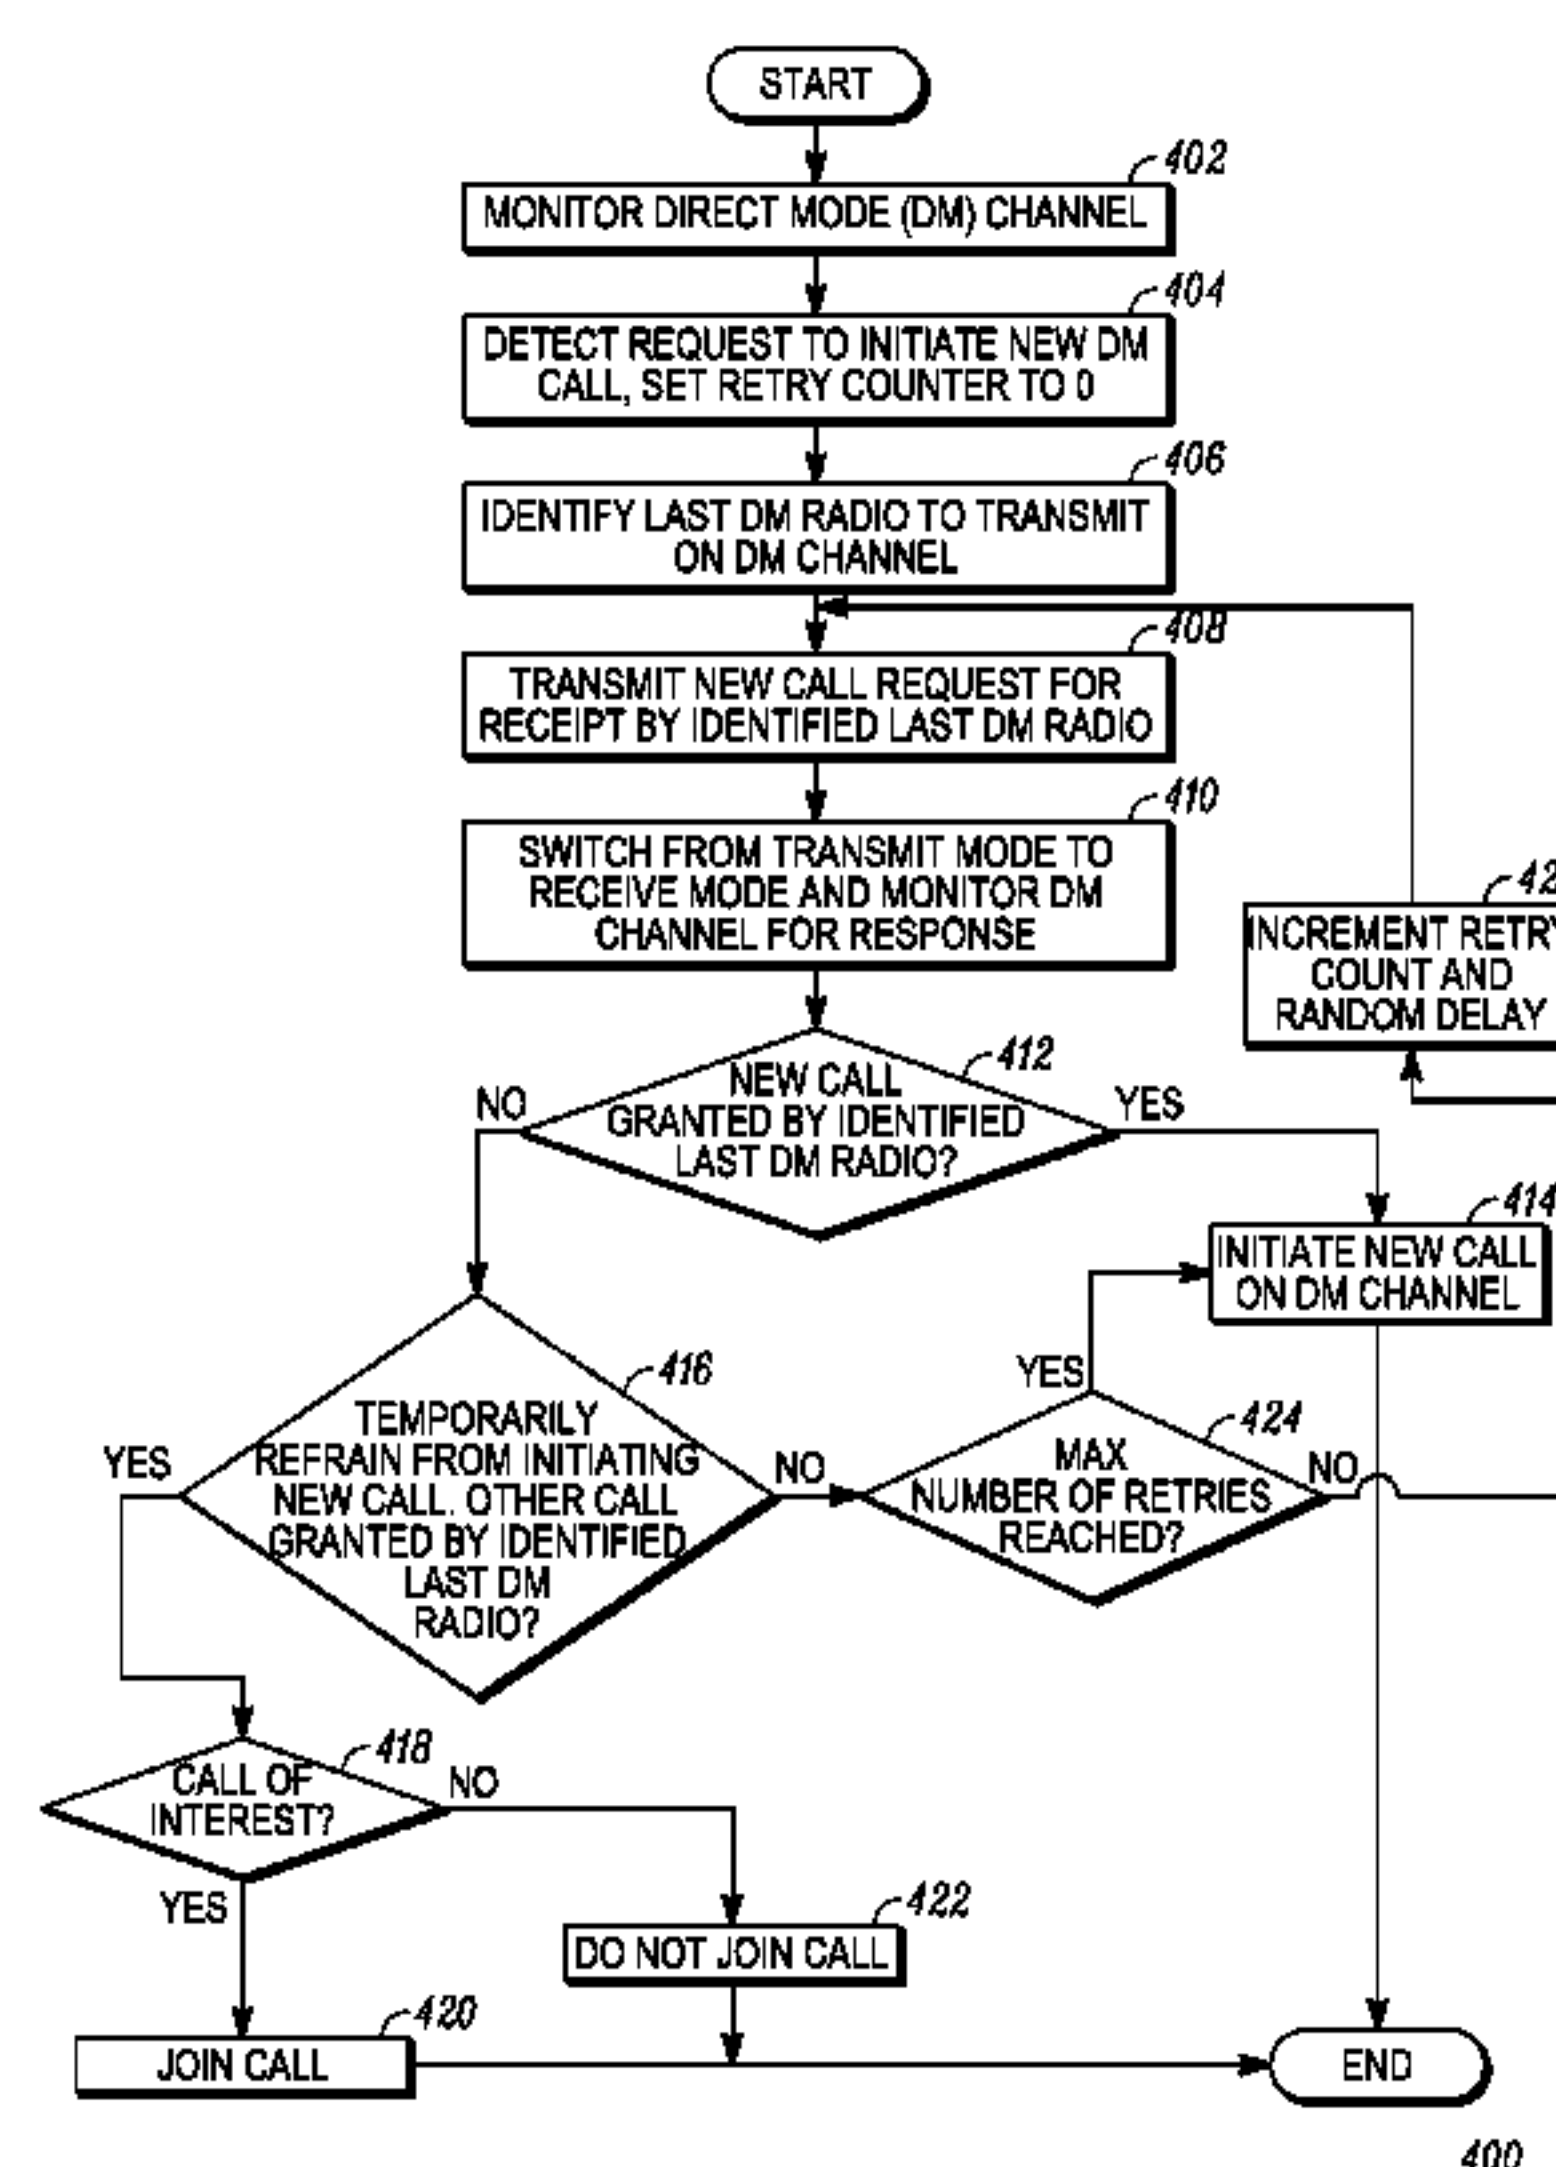 START
402
MONITOR DIRECT MODE (DM) CHANNEL
404
DETECT REQUEST TO INITIATE NEW DM
CALL, SET RETRY COUNTER TO 0
406
IDENTIFY LAST DM RADIO TO TRANSMIT
ON DM CHANNEL
408
TRANSMIT NEW CALL REQUEST FOR
RECEIPT BY IDENTIFIED LAST DM RADIO
410
SWITCH FROM TRANSMIT MODE TO
RECEIVE MODE AND MONITOR DM
CHANNEL FOR RESPONSE
INCREMENT RETRY
COUNT AND
RANDOM DELAY
412
NEW CALL
GRANTED BY IDENTIFIED
LAST DM RADIO?
NO
YES
414
INITIATE NEW CALL
ON DM CHANNEL
416
TEMPORARILY
REFRAIN FROM INITIATING
NEW CALL. OTHER CALL
GRANTED BY IDENTIFIED
LAST DM
RADIO?
YES
NO
YES
424
MAX
NUMBER OF RETRIES
REACHED?
NO
418
CALL OF
INTEREST?
NO
YES
422
DO NOT JOIN CALL
420
JOIN CALL
END
400